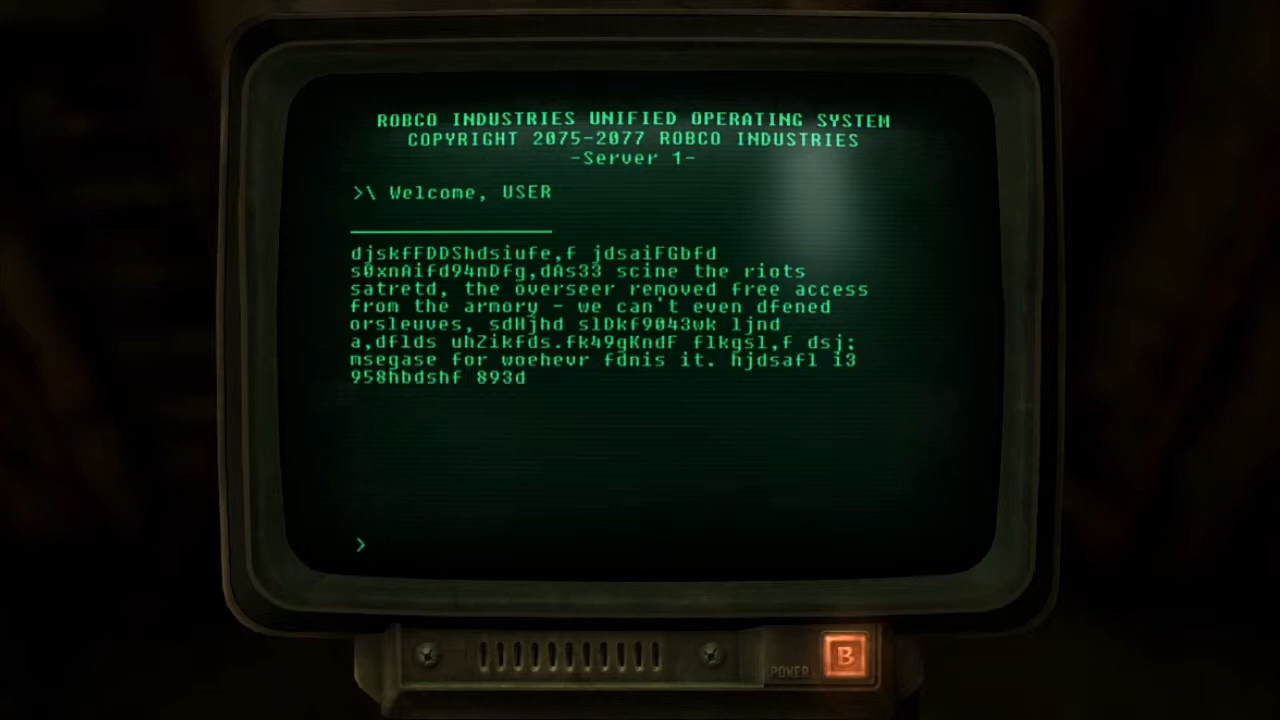 ROBCO INDUSTRIES UNIFIED OPERATING SYSTEM
COPYRIGHT 2075-2077 ROBCO INDUSTRIES
-Server 1-
>\ Welcome, USER
djskfFDDShdsiufe,f jdsaiFGbfd
s0xnAifd94nDfg,dAs33 scine the riots
satretd, the overseer removed free access
from the armory - we can't even dfened
orsleuves, sdHjhd slDkf9043wk ljnd
a,dflds uhZikfds.fk49gKndF flkgsl,f dsj;
msegase for woehevr fdnis it. hjdsafl i3
958hbdshf 893d
>
POWER
B